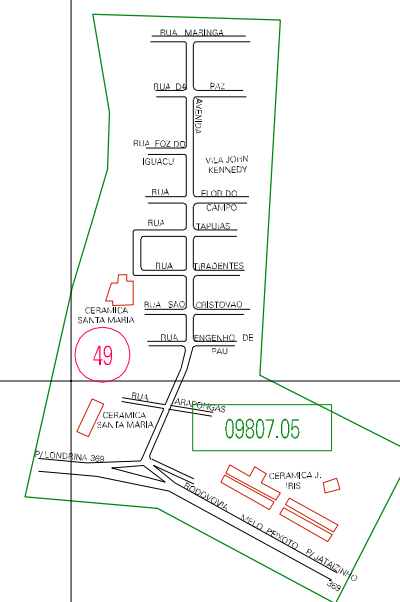 RUA MARINGA
RUA DA PAZ
AVENIDA
RUA FOZ DO
IGUACU
VILA JOHN
KENNEDY
RUA FLOR DO
CAMPO
RUA TAPUIAS
RUA TIRADENTES
RUA SAO CRISTOVAO
CERAMICA
SANTA MARIA
RUA ENGENHO DE
PAU
49
RUA ARAPONGAS
CERAMICA
SANTA MARIA
09807.05
P/LONDRINA 369
CERAMICA J.
IRIS
RODOVOVIA MELO PEIXOTO P/JATAIZINHO
369